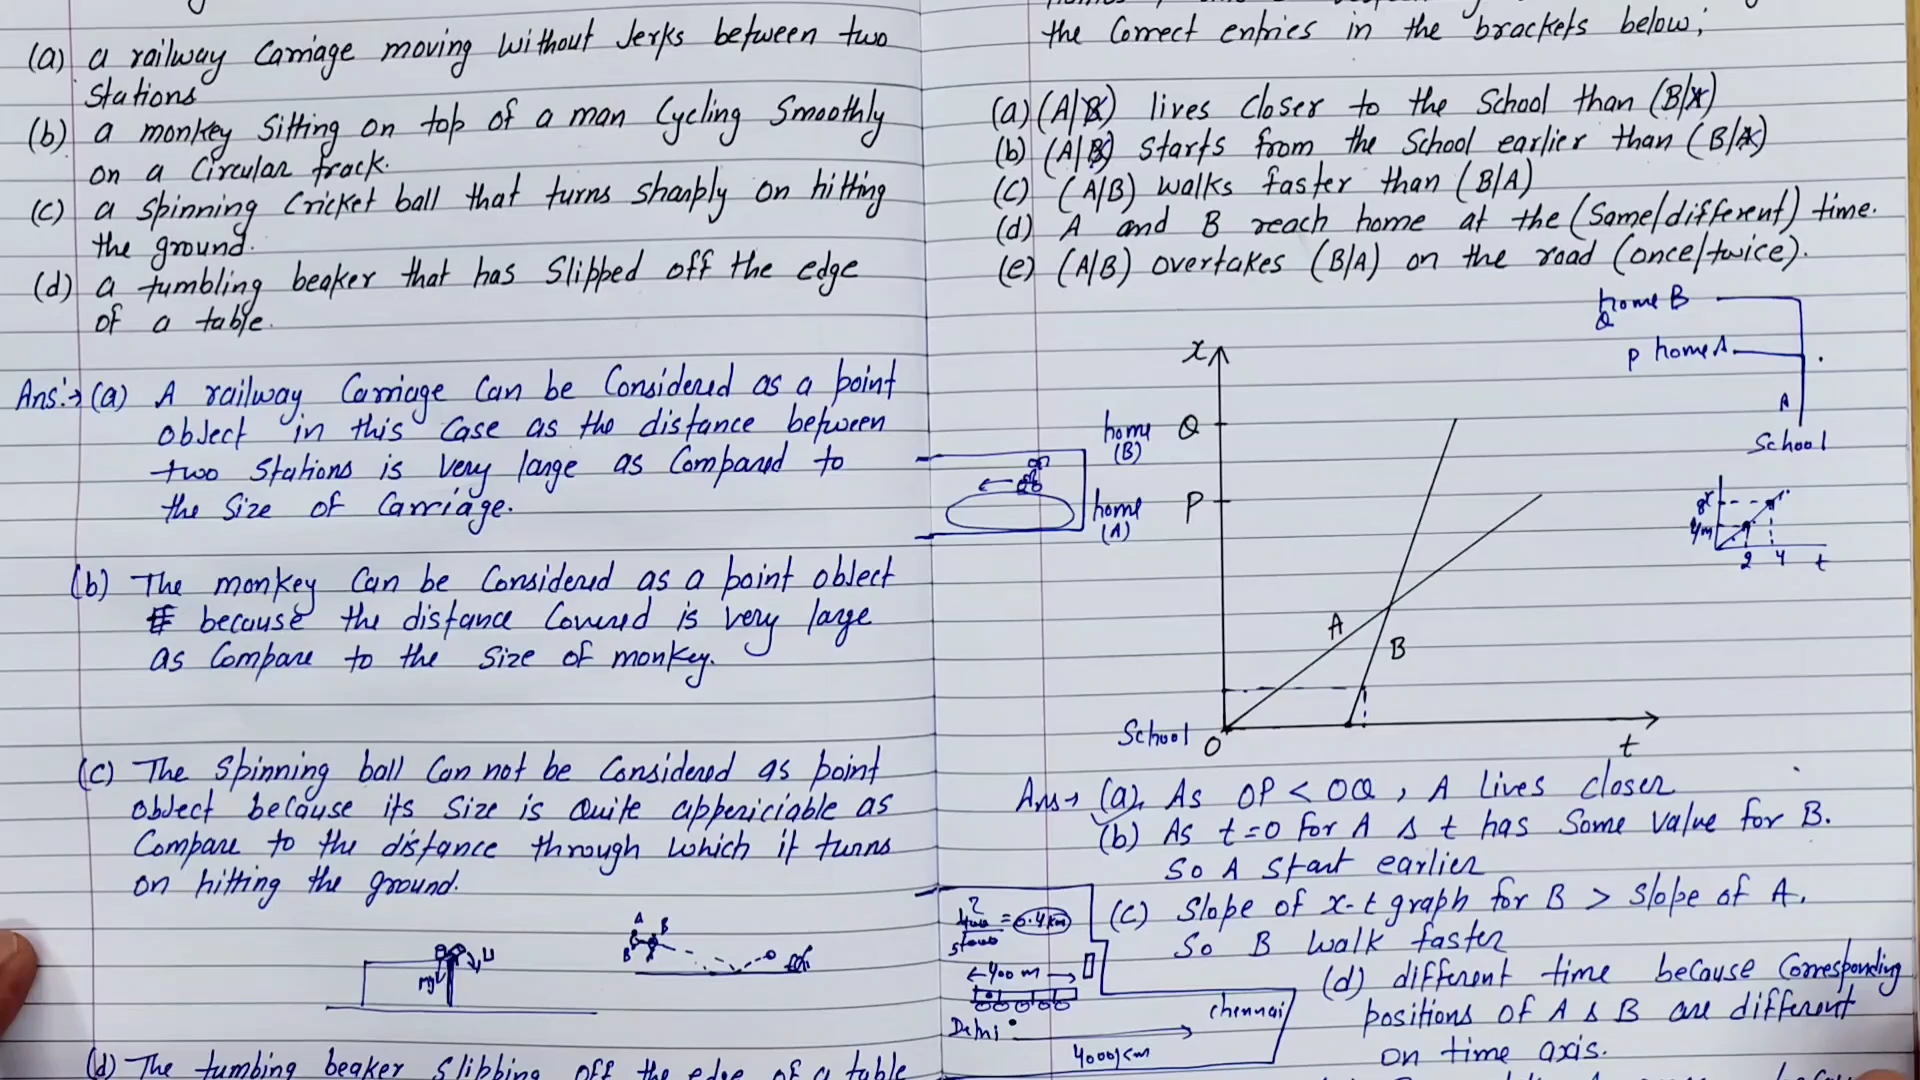 (a) a railway Carriage moving without Jerks between two
Stations
(b) a monkey Sitting on top of a man Cycling Smoothly
on a Circular track.
(c) a Spinning Cricket ball that turns sharply on hitting
the ground.
(d) a tumbling beaker that has Slipped off the edge
of a table.
Ans:→ (a) A railway Carriage Can be Considered as a point
object in this Case as the distance between
two Stations is very large as Compared to
the Size of Carriage.
(b) The monkey Can be Considered as a point object
because the distance Covered is very large
as Compare to the Size of monkey.
(c) The Spinning ball Can not be Considered as point
object because its Size is Quite apperciciable as
Compare to the distance through which it turns
on hitting the ground.
mg
u
A
B
B
(d) The tumbing beaker slipping off the edge of a table
the Correct entries in the brackets below;
(a) (A/B) lives Closer to the School than (B/A)
(b) (A/B) Starts from the School earlier than (B/A)
(c) (A/B) walks faster than (B/A)
(d) A and B reach home at the (Same/different) time.
(e) (A/B) overtakes (B/A) on the road (once/twice).
home B
Q
P home A
A
School
x
home Q
(B)
home P
(A)
A
B
School O
t
8
4m
2 4 t
Ans→ (a), As OP < OQ, A lives closer
(b) As t=0 for A & t has Some value for B.
So A Start earlier
(c) Slope of x-t graph for B > Slope of A.
So B walk faster
(d) different time because Corresponding
positions of A & B are different
on time axis.
= 0.4 km
←400 m→
Delhi
chennai
4000 km